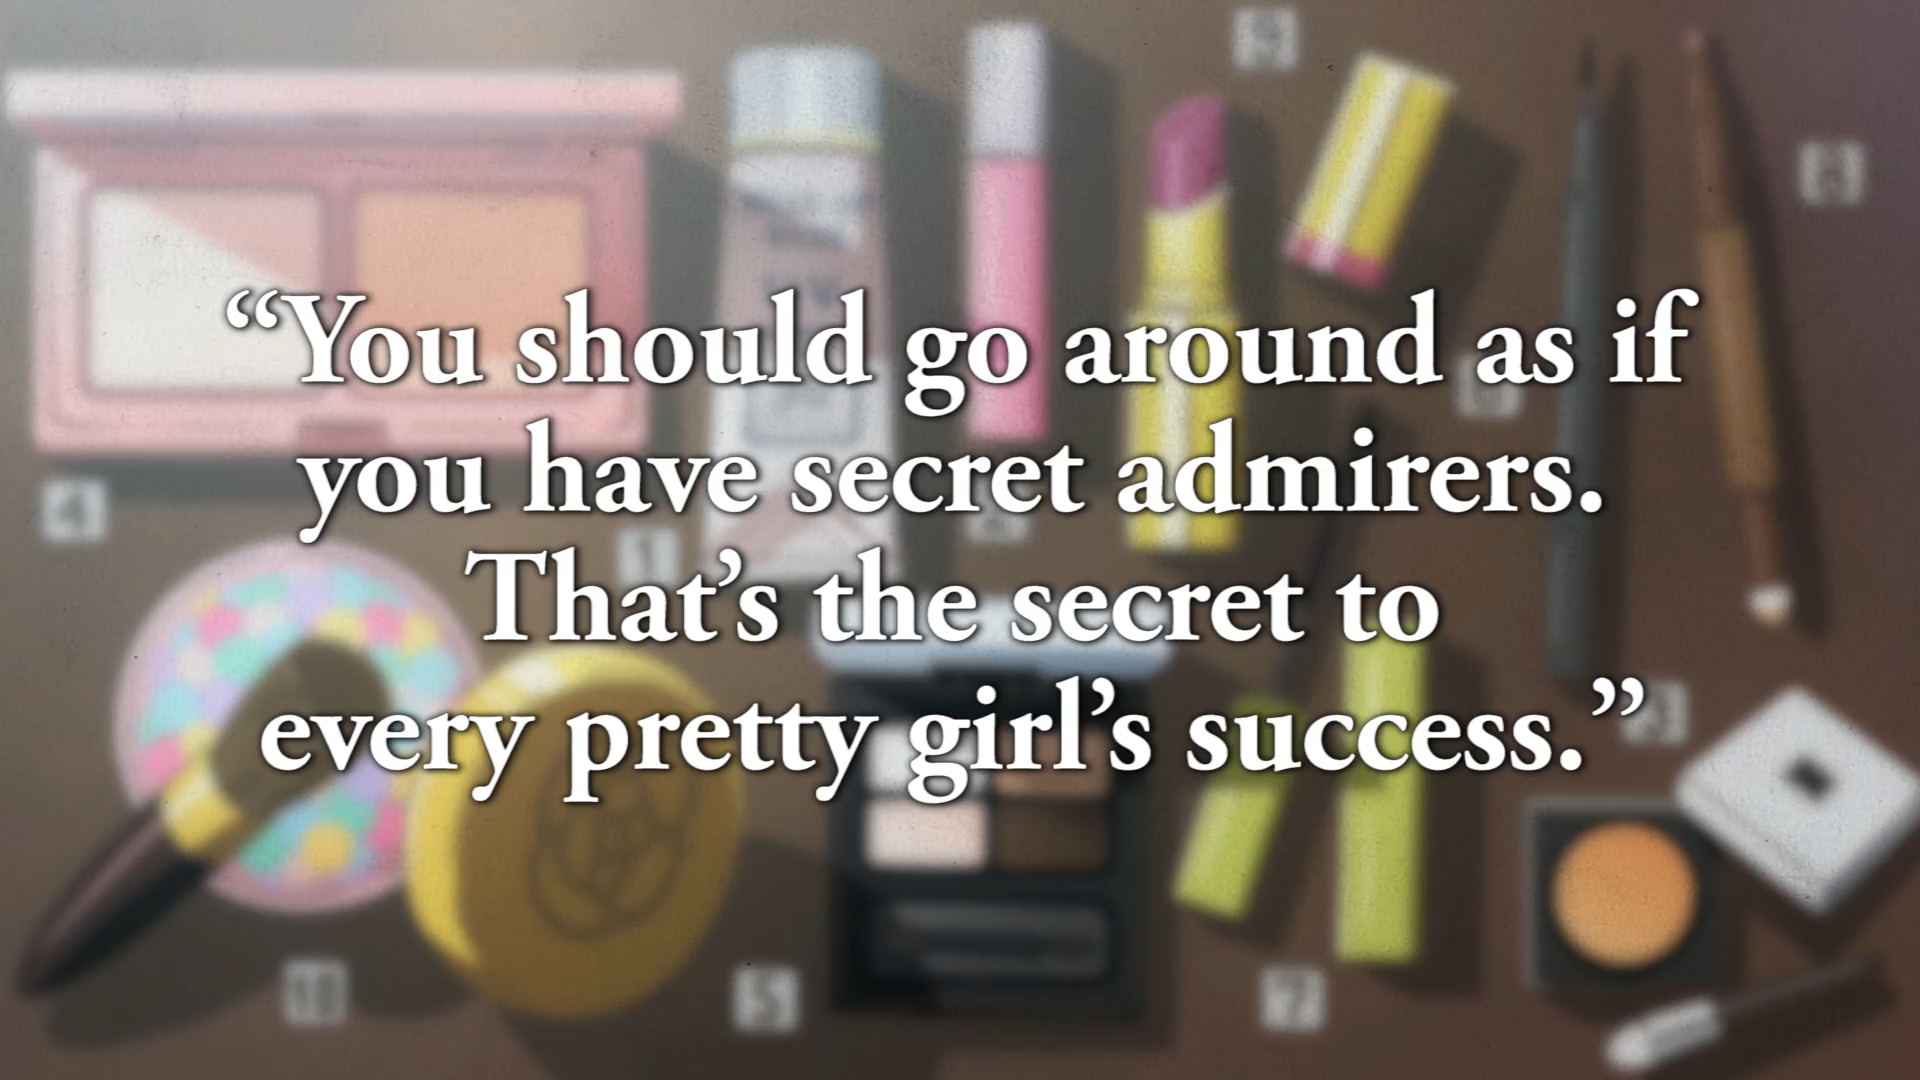 “You should go around as if
you have secret admirers.
That’s the secret to
every pretty girl’s success.”